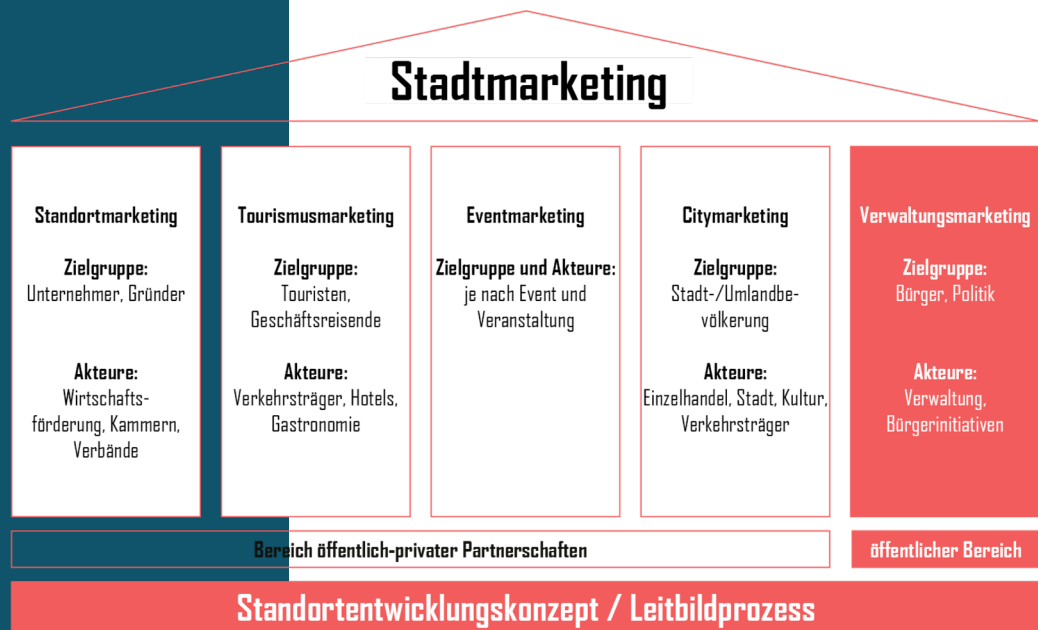 Stadtmarketing
Standortmarketing
Zielgruppe:
Unternehmer, Gründer
Akteure:
Wirtschafts-
förderung, Kammern,
Verbände
Tourismusmarketing
Zielgruppe:
Touristen,
Geschäftsreisende
Akteure:
Verkehrsträger, Hotels,
Gastronomie
Eventmarketing
Zielgruppe und Akteure:
je nach Event und
Veranstaltung
Citymarketing
Zielgruppe:
Stadt-/Umlandbe-
völkerung
Akteure:
Einzelhandel, Stadt, Kultur,
Verkehrsträger
Verwaltungsmarketing
Zielgruppe:
Bürger, Politik
Akteure:
Verwaltung,
Bürgerinitiativen
Bereich öffentlich-privater Partnerschaften
öffentlicher Bereich
Standortentwicklungskonzept / Leitbildprozess